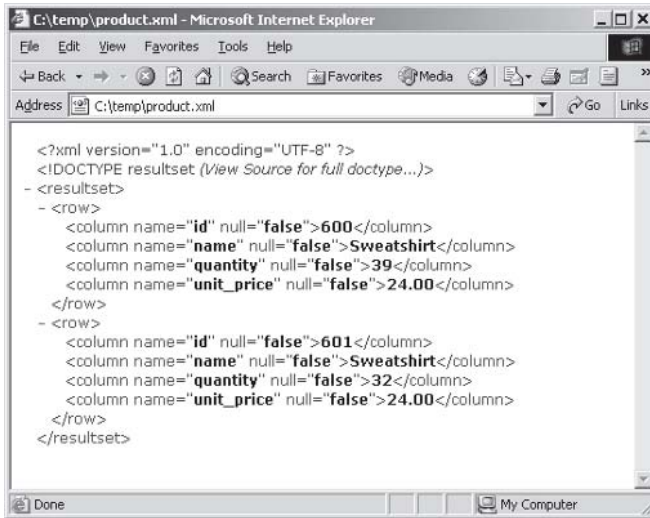 C:\temp\product.xml - Microsoft Internet Explorer
File Edit View Favorites Tools Help
Back Search Favorites Media »
Address C:\temp\product.xml Go Links
<?xml version="1.0" encoding="UTF-8" ?>
<!DOCTYPE resultset (View Source for full doctype...)>
- <resultset>
- <row>
<column name="id" null="false">600</column>
<column name="name" null="false">Sweatshirt</column>
<column name="quantity" null="false">39</column>
<column name="unit_price" null="false">24.00</column>
</row>
- <row>
<column name="id" null="false">601</column>
<column name="name" null="false">Sweatshirt</column>
<column name="quantity" null="false">32</column>
<column name="unit_price" null="false">24.00</column>
</row>
</resultset>
Done My Computer